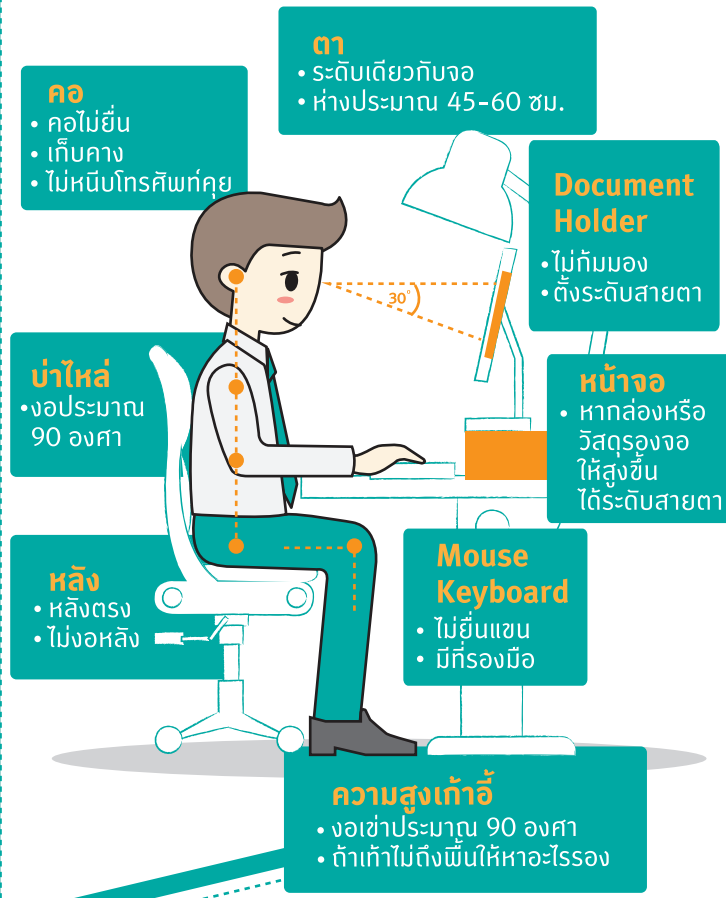 ตา
• ระดับเดียวกับจอ
• ห่างประมาณ 45-60 ซม.
คอ
• คอไม่ยื่น
• เก็บคาง
• ไม่หนีบโทรศัพท์คุย
Document
Holder
• ไม่ก้มมอง
• ตั้งระดับสายตา
30°
บ่าไหล่
• งอประมาณ
90 องศา
หน้าจอ
• หากล่องหรือ
วัสดุรองจอ
ให้สูงขึ้น
ได้ระดับสายตา
หลัง
• หลังตรง
• ไม่งอหลัง
Mouse
Keyboard
• ไม่ยื่นแขน
• มีที่รองมือ
ความสูงเก้าอี้
• งอเข่าประมาณ 90 องศา
• ถ้าเท้าไม่ถึงพื้นให้หาอะไรรอง